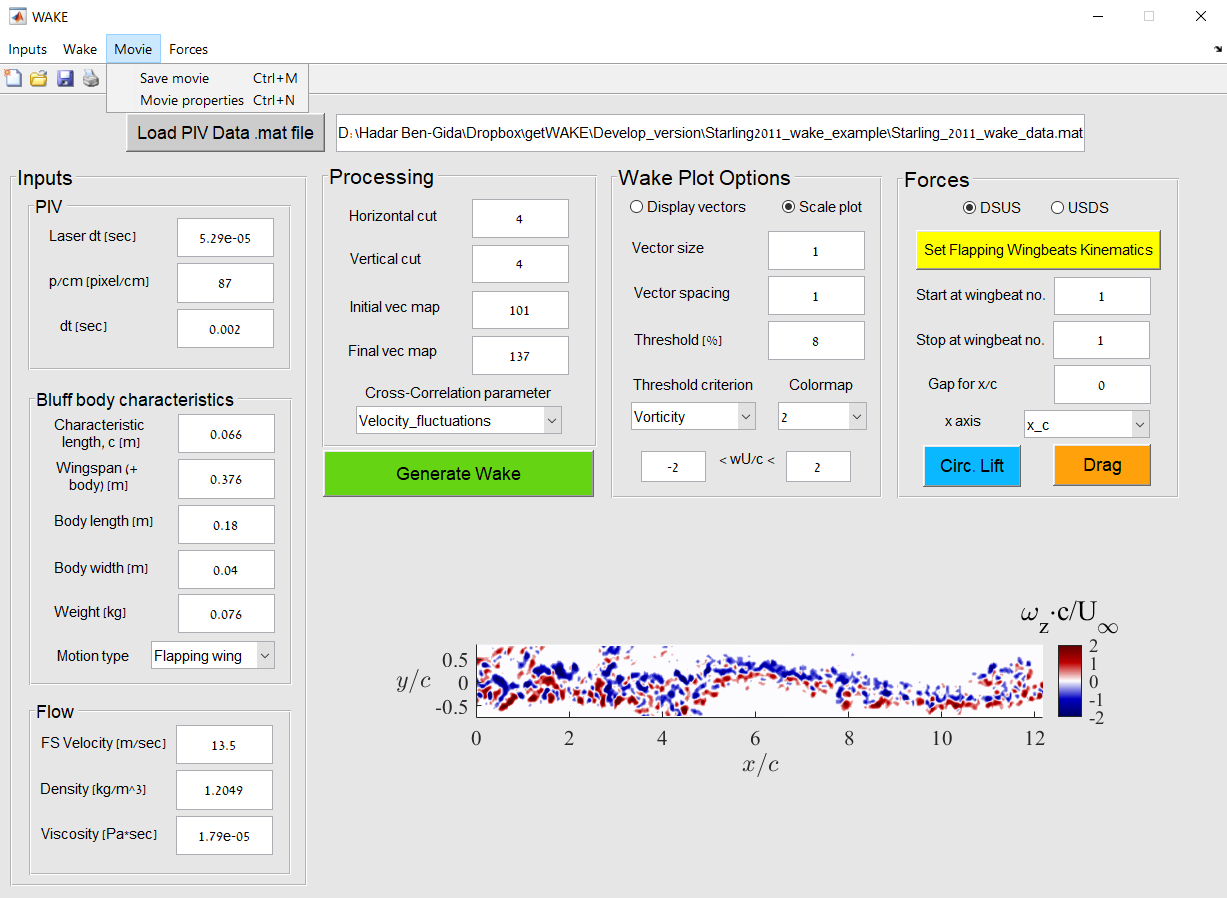 WAKE
Inputs Wake Movie Forces
Save movie Ctrl+M
Movie properties Ctrl+N
Load PIV Data .mat file
D:\Hadar Ben-Gida\Dropbox\getWAKE\Develop_version\Starling2011_wake_example\Starling_2011_wake_data.mat
Inputs
PIV
Laser dt [sec] 5.29e-05
p/cm [pixel/cm] 87
dt [sec] 0.002
Bluff body characteristics
Characteristic
length, c [m] 0.066
Wingspan (+
body) [m] 0.376
Body length [m] 0.18
Body width [m] 0.04
Weight [kg] 0.076
Motion type Flapping wing
Flow
FS Velocity [m/sec] 13.5
Density [kg/m^3] 1.2049
Viscosity [Pa*sec] 1.79e-05
Processing
Horizontal cut 4
Vertical cut 4
Initial vec map 101
Final vec map 137
Cross-Correlation parameter
Velocity_fluctuations
Generate Wake
Wake Plot Options
Display vectors Scale plot
Vector size 1
Vector spacing 1
Threshold [%] 8
Threshold criterion Colormap
Vorticity 2
-2 < wU/c < 2
Forces
DSUS USDS
Set Flapping Wingbeats Kinematics
Start at wingbeat no. 1
Stop at wingbeat no. 1
Gap for x/c 0
x axis x_c
Circ. Lift Drag
ω_z·c/U_∞
y/c
0.5
0
-0.5
0 2 4 6 8 10 12
x/c
2
1
0
-1
-2